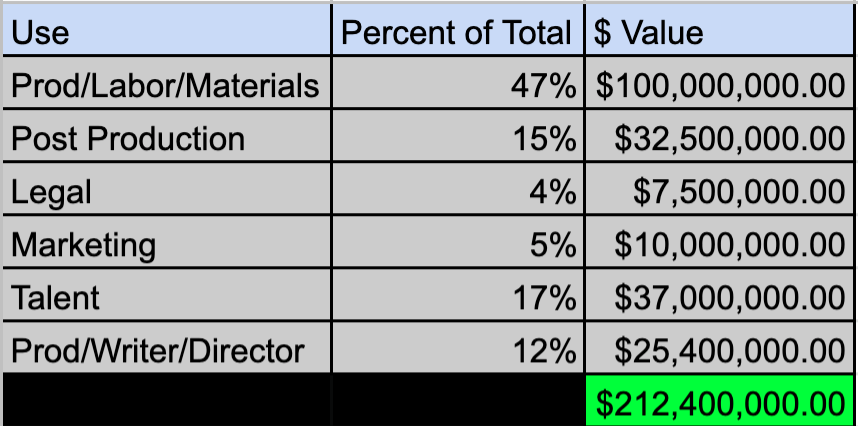 Use Percent of Total $ Value
Prod/Labor/Materials 47% $100,000,000.00
Post Production 15% $32,500,000.00
Legal 4% $7,500,000.00
Marketing 5% $10,000,000.00
Talent 17% $37,000,000.00
Prod/Writer/Director 12% $25,400,000.00
$212,400,000.00